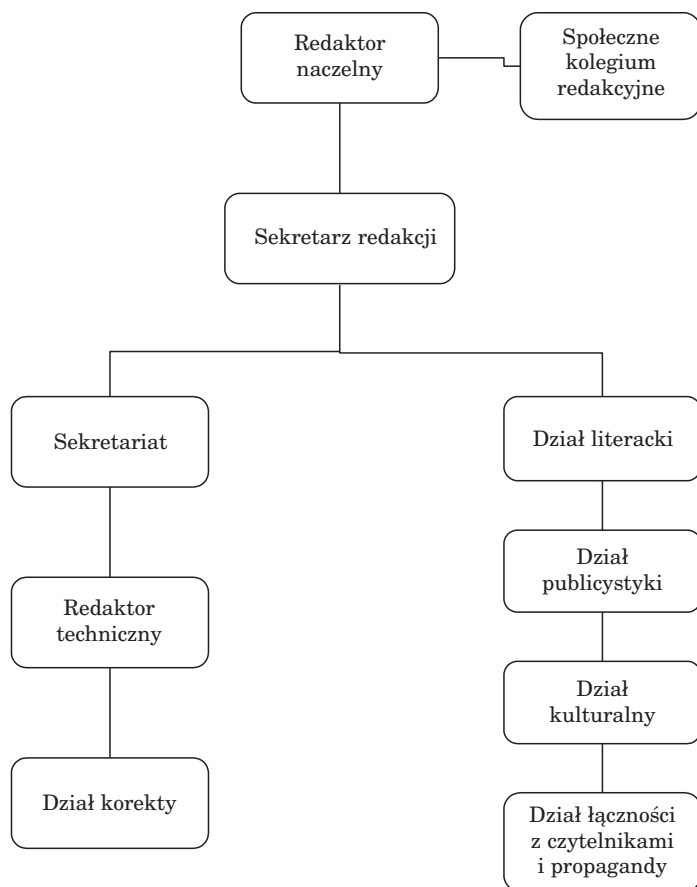 Redaktor
naczelny
Społeczne
kolegium
redakcyjne
Sekretarz redakcji
Sekretariat
Dział literacki
Dział
publicystyki
Redaktor
techniczny
Dział
kulturalny
Dział korekty
Dział łączności
z czytelnikami
i propagandy